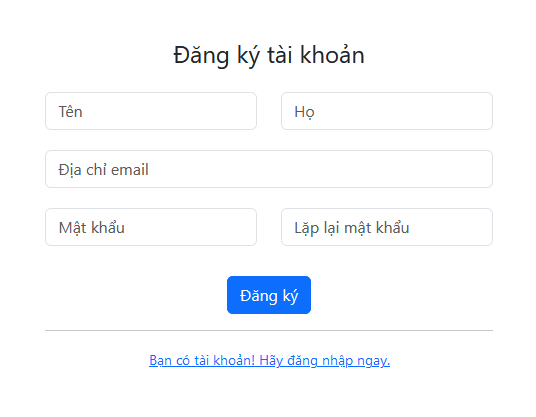 Đăng ký tài khoản
Tên
Họ
Địa chỉ email
Mật khẩu
Lặp lại mật khẩu
Đăng ký
Bạn có tài khoản! Hãy đăng nhập ngay.